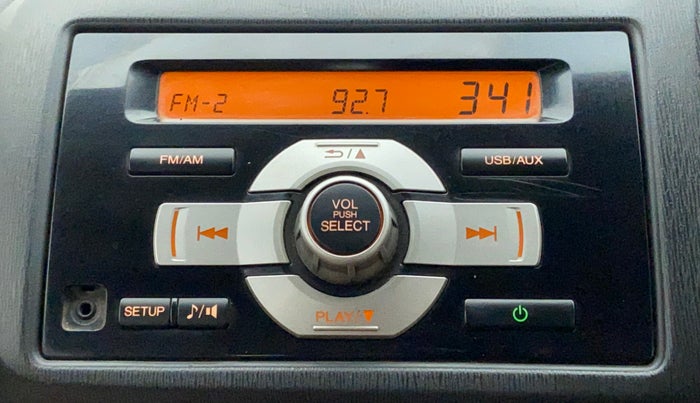 FM-2 92.7 341
FM/AM
USB/AUX
VOL
PUSH
SELECT
SETUP
PLAY/